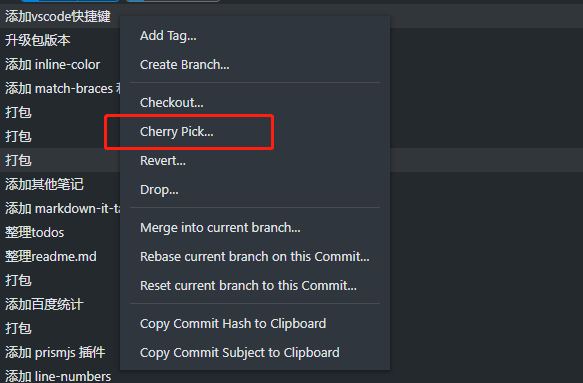 添加vscode快捷键
升级包版本
添加 inline-color
添加 match-braces
打包
打包
打包
添加其他笔记
添加 markdown-it-ta
整理todos
整理readme.md
打包
添加百度统计
打包
添加 prismjs 插件
添加 line-numbers
Add Tag...
Create Branch...
Checkout...
Cherry Pick...
Revert...
Drop...
Merge into current branch...
Rebase current branch on this Commit...
Reset current branch to this Commit...
Copy Commit Hash to Clipboard
Copy Commit Subject to Clipboard